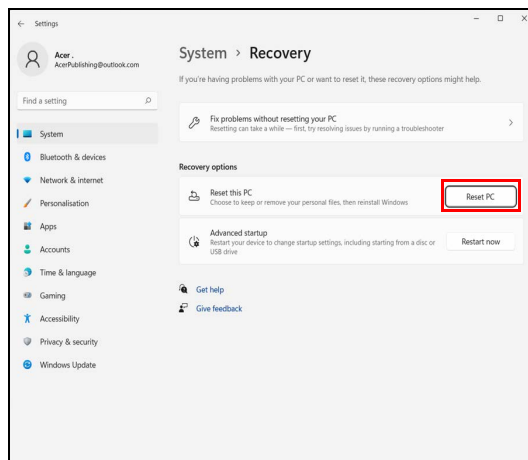 Settings
Acer .
AcerPublishing@outlook.com
Find a setting
System
Bluetooth & devices
Network & internet
Personalisation
Apps
Accounts
Time & language
Gaming
Accessibility
Privacy & security
Windows Update
System > Recovery
If you're having problems with your PC or want to reset it, these recovery options might help.
Fix problems without resetting your PC
Resetting can take a while — first, try resolving issues by running a troubleshooter
Recovery options
Reset this PC
Choose to keep or remove your personal files, then reinstall Windows
Reset PC
Advanced startup
Restart your device to change startup settings, including starting from a disc or
USB drive
Restart now
Get help
Give feedback